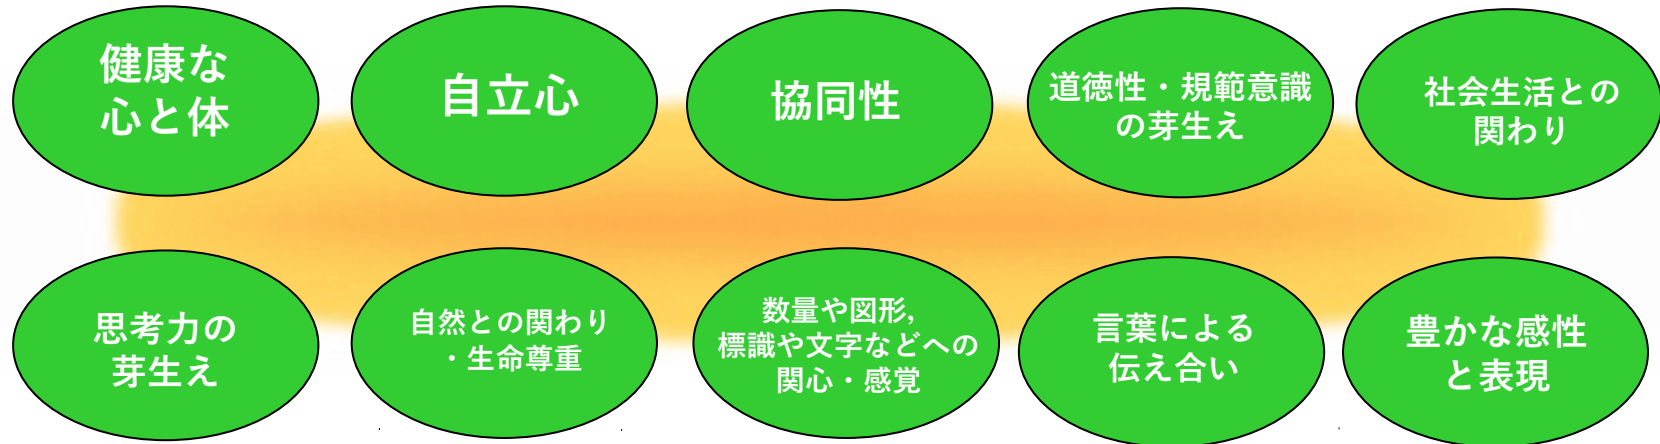 健康な
心と体
自立心
協同性
道徳性・規範意識
の芽生え
社会生活との
関わり
思考力の
芽生え
自然との関わり
・生命尊重
数量や図形,
標識や文字などへの
関心・感覚
言葉による
伝え合い
豊かな感性
と表現